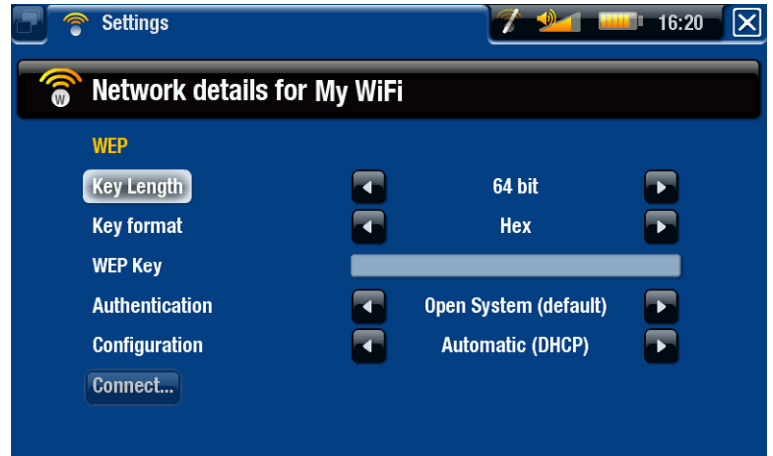 Settings 16:20
W Network details for My WiFi
WEP
Key Length 64 bit
Key format Hex
WEP Key
Authentication Open System (default)
Configuration Automatic (DHCP)
Connect...